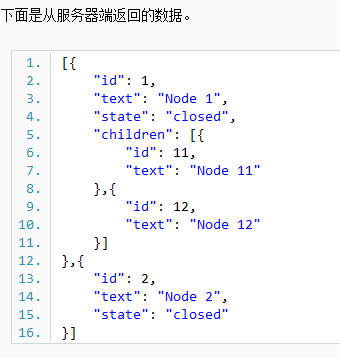 下面是从服务器端返回的数据。
1. [{
2.     "id": 1,
3.     "text": "Node 1",
4.     "state": "closed",
5.     "children": [{
6.         "id": 11,
7.         "text": "Node 11"
8.     },{
9.         "id": 12,
10.         "text": "Node 12"
11.     }]
12. },{
13.     "id": 2,
14.     "text": "Node 2",
15.     "state": "closed"
16. }]